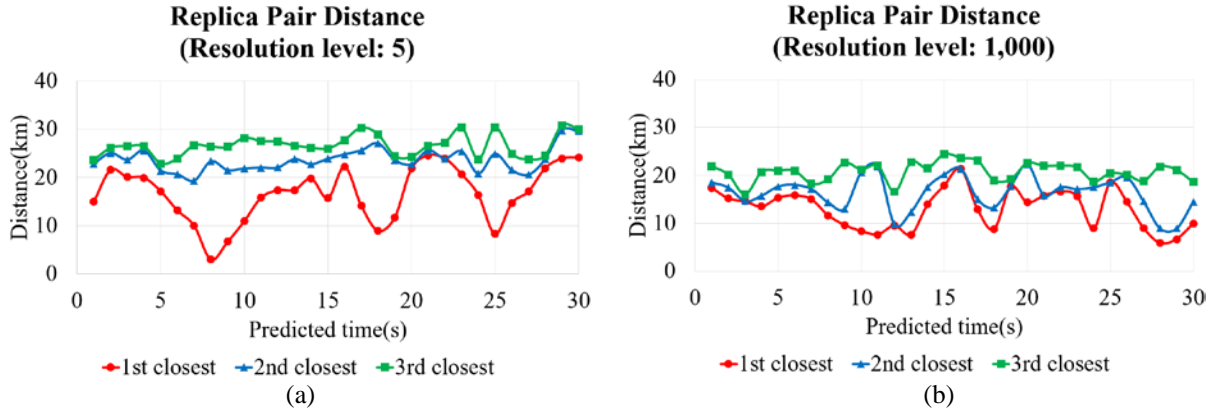 Replica Pair Distance
(Resolution level: 5)
40
30
20
10
0
Distance(km)
0 5 10 15 20 25 30
Predicted time(s)
1st closest 2nd closest 3rd closest
(a)
Replica Pair Distance
(Resolution level: 1,000)
40
30
20
10
0
Distance(km)
0 5 10 15 20 25 30
Predicted time(s)
1st closest 2nd closest 3rd closest
(b)